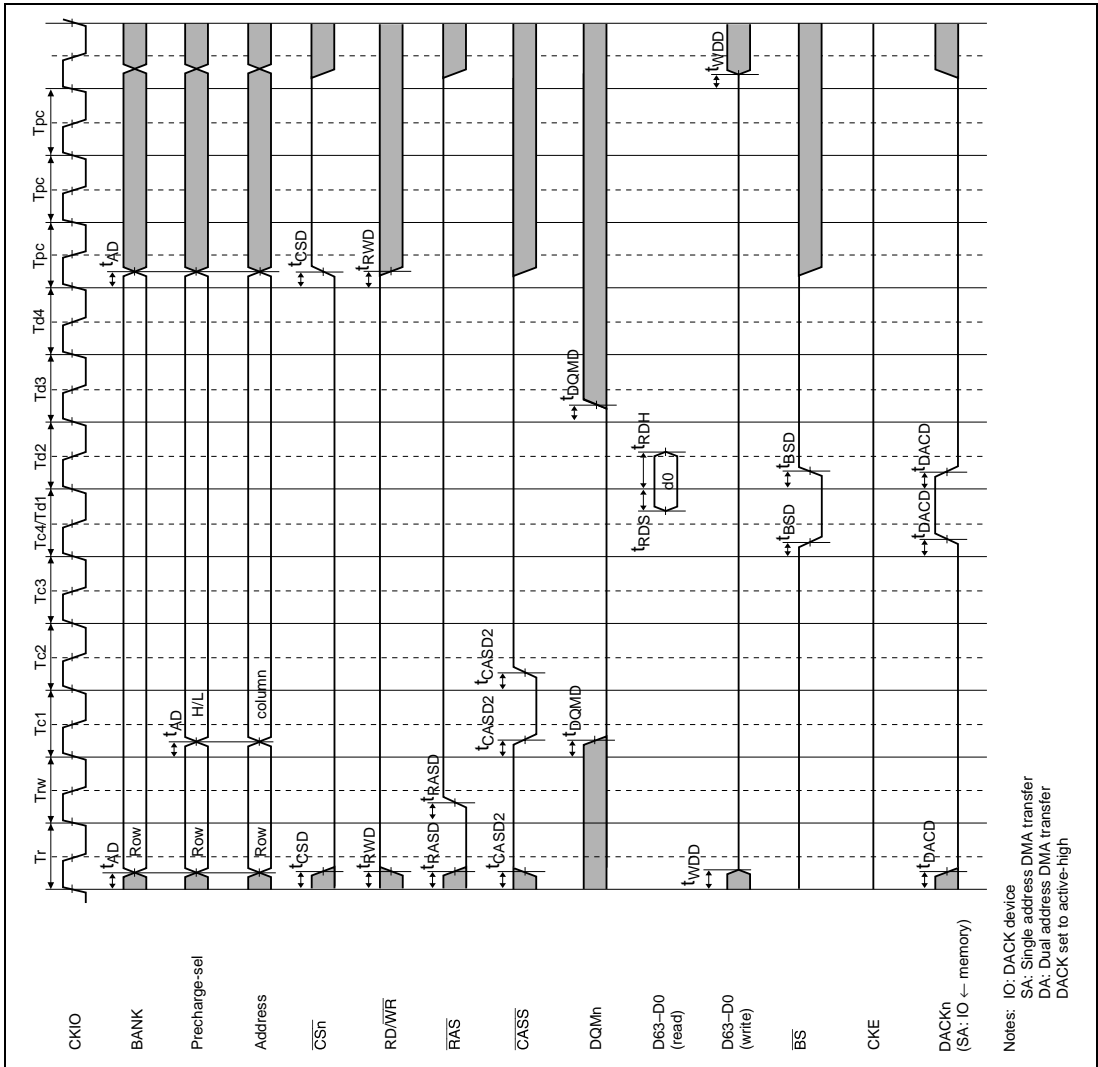 CKIO
Tr
Trw
Tc1
Tc2
Tc3
Tc4/Td1
Td2
Td3
Td4
Tpc
Tpc
Tpc
BANK
tAD
Row
tAD
Precharge-sel
Row
tAD
H/L
Address
Row
column
CSn
tCSD
tCSD
RD/WR
tRWD
tRWD
RAS
tRASD
tRASD
CASS
tCASD2
tCASD2
tCASD2
DQMn
tDQMD
tDQMD
D63–D0
(read)
tRDS
d0
tRDH
D63–D0
(write)
tWDD
tWDD
BS
tBSD
tBSD
CKE
DACKn
(SA: IO ← memory)
tDACD
tDACD
tDACD
Notes: IO: DACK device
SA: Single address DMA transfer
DA: Dual address DMA transfer
DACK set to active-high